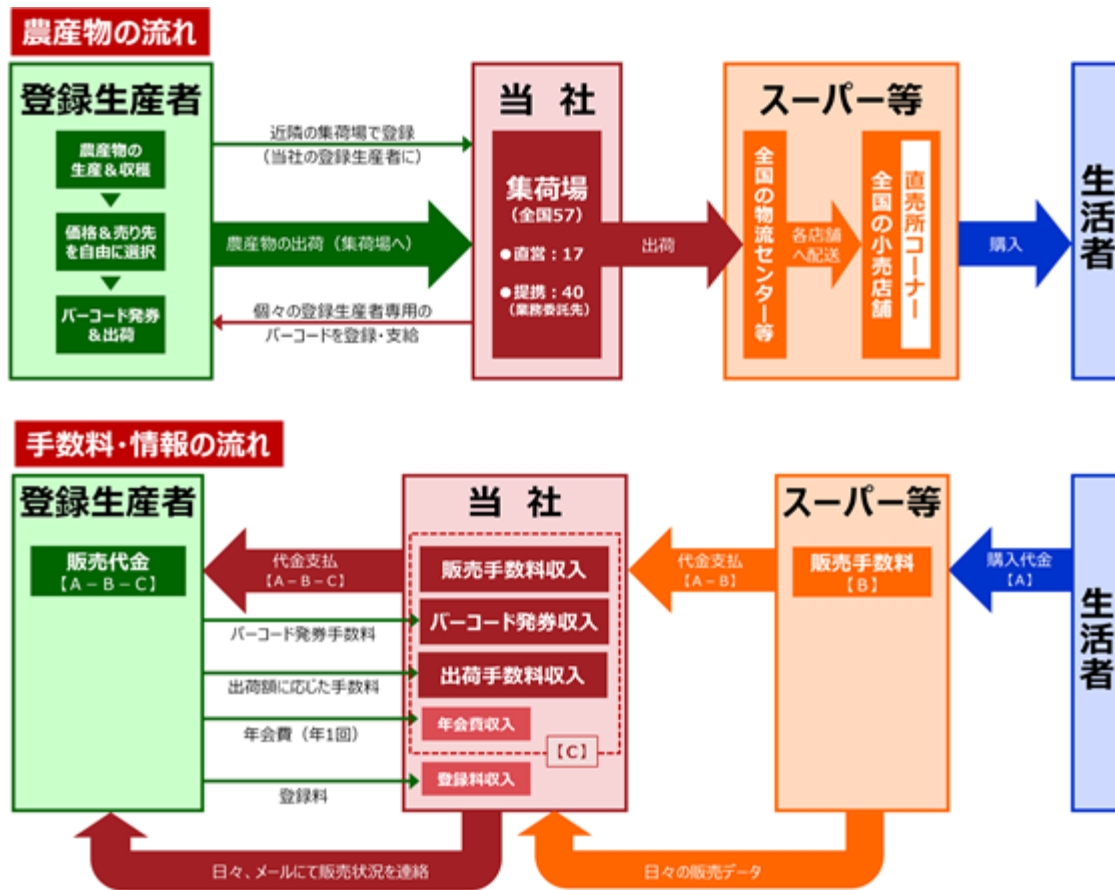 農産物の流れ
登録生産者
農産物の
生産&収穫
価格&売り先
を自由に選択
バーコード発券
&出荷
近隣の集荷場で登録
(当社の登録生産者に)
農産物の出荷(集荷場へ)
個々の登録生産者専用の
バーコードを登録・支給
当 社
集荷場
(全国57)
●直営:17
●提携:40
(業務委託先)
出荷
スーパー等
全国の物流センター等
各店舗
へ配送
全国の小売店舗
直売所コーナー
購入
生活者
手数料・情報の流れ
登録生産者
販売代金
【A-B-C】
代金支払
【A-B-C】
バーコード発券手数料
出荷額に応じた手数料
年会費(年1回)
登録料
当 社
販売手数料収入
バーコード発券収入
出荷手数料収入
年会費収入
【C】
登録料収入
代金支払
【A-B】
スーパー等
販売手数料
【B】
購入代金
【A】
生活者
日々、メールにて販売状況を連絡
日々の販売データ